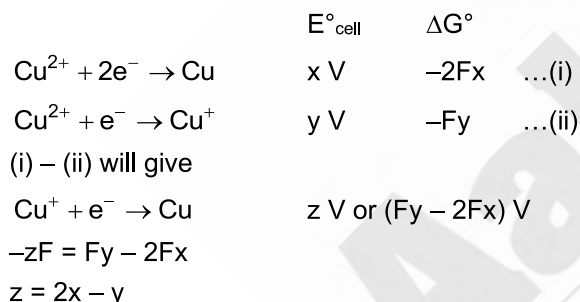 E°cell ΔG°
Cu²⁺ + 2e⁻ → Cu x V –2Fx …(i)
Cu²⁺ + e⁻ → Cu⁺ y V –Fy …(ii)
(i) – (ii) will give
Cu⁺ + e⁻ → Cu z V or (Fy – 2Fx) V
–zF = Fy – 2Fx
z = 2x – y